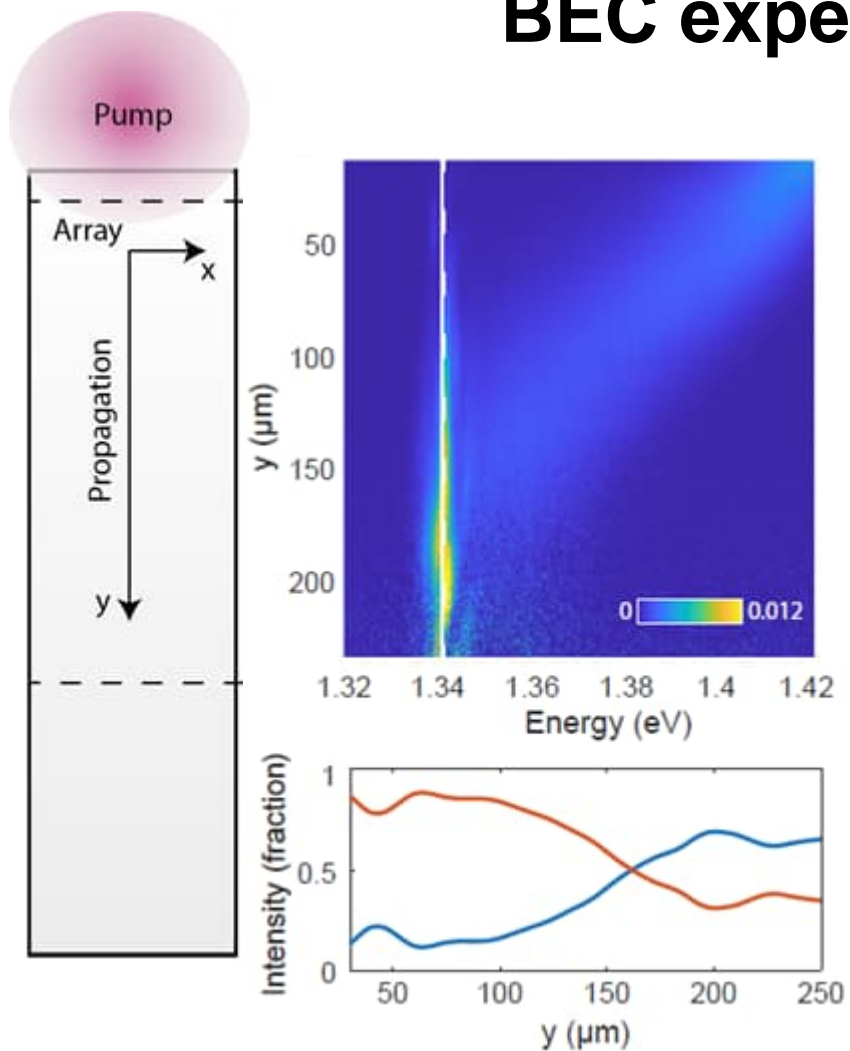 BEC expe
Pump
Array
x
Propagation
y
y (µm)
50
100
150
200
0 0.012
1.32 1.34 1.36 1.38 1.4 1.42
Energy (eV)
Intensity (fraction)
1
0.5
0
50 100 150 200 250
y (µm)